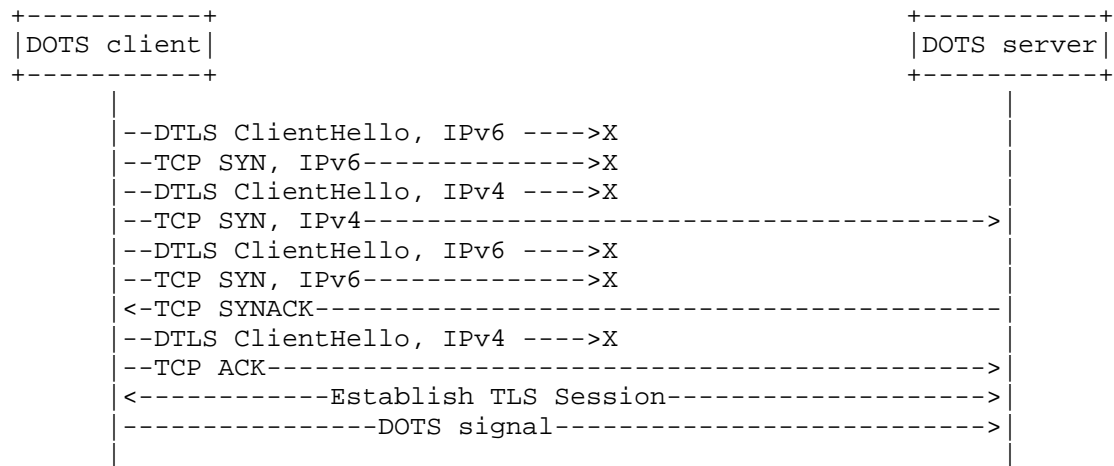 +-----------+                                           +-----------+
|DOTS client|                                           |DOTS server|
+-----------+                                           +-----------+
      |                                                       |
      |--DTLS ClientHello, IPv6 ---->X                        |
      |--TCP SYN, IPv6-------------->X                        |
      |--DTLS ClientHello, IPv4 ---->X                        |
      |--TCP SYN, IPv4--------------------------------------->|
      |--DTLS ClientHello, IPv6 ---->X                        |
      |--TCP SYN, IPv6-------------->X                        |
      |<-TCP SYNACK-------------------------------------------|
      |--DTLS ClientHello, IPv4 ---->X                        |
      |--TCP ACK--------------------------------------------->|
      |<------------Establish TLS Session-------------------->|
      |----------------DOTS signal--------------------------->|
      |                                                       |